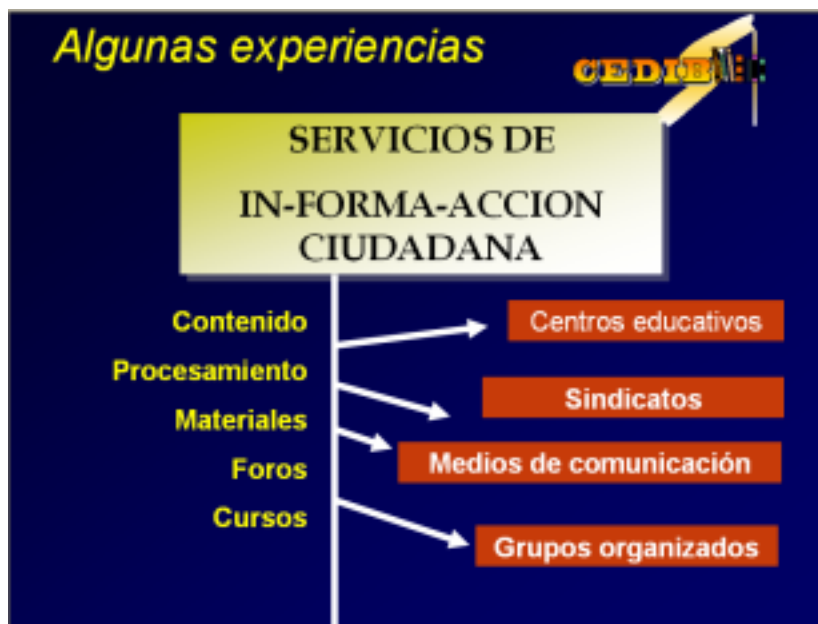 Algunas experiencias
CEDIB
SERVICIOS DE
IN-FORMA-ACCION
CIUDADANA
Contenido
Procesamiento
Materiales
Foros
Cursos
Centros educativos
Sindicatos
Medios de comunicación
Grupos organizados